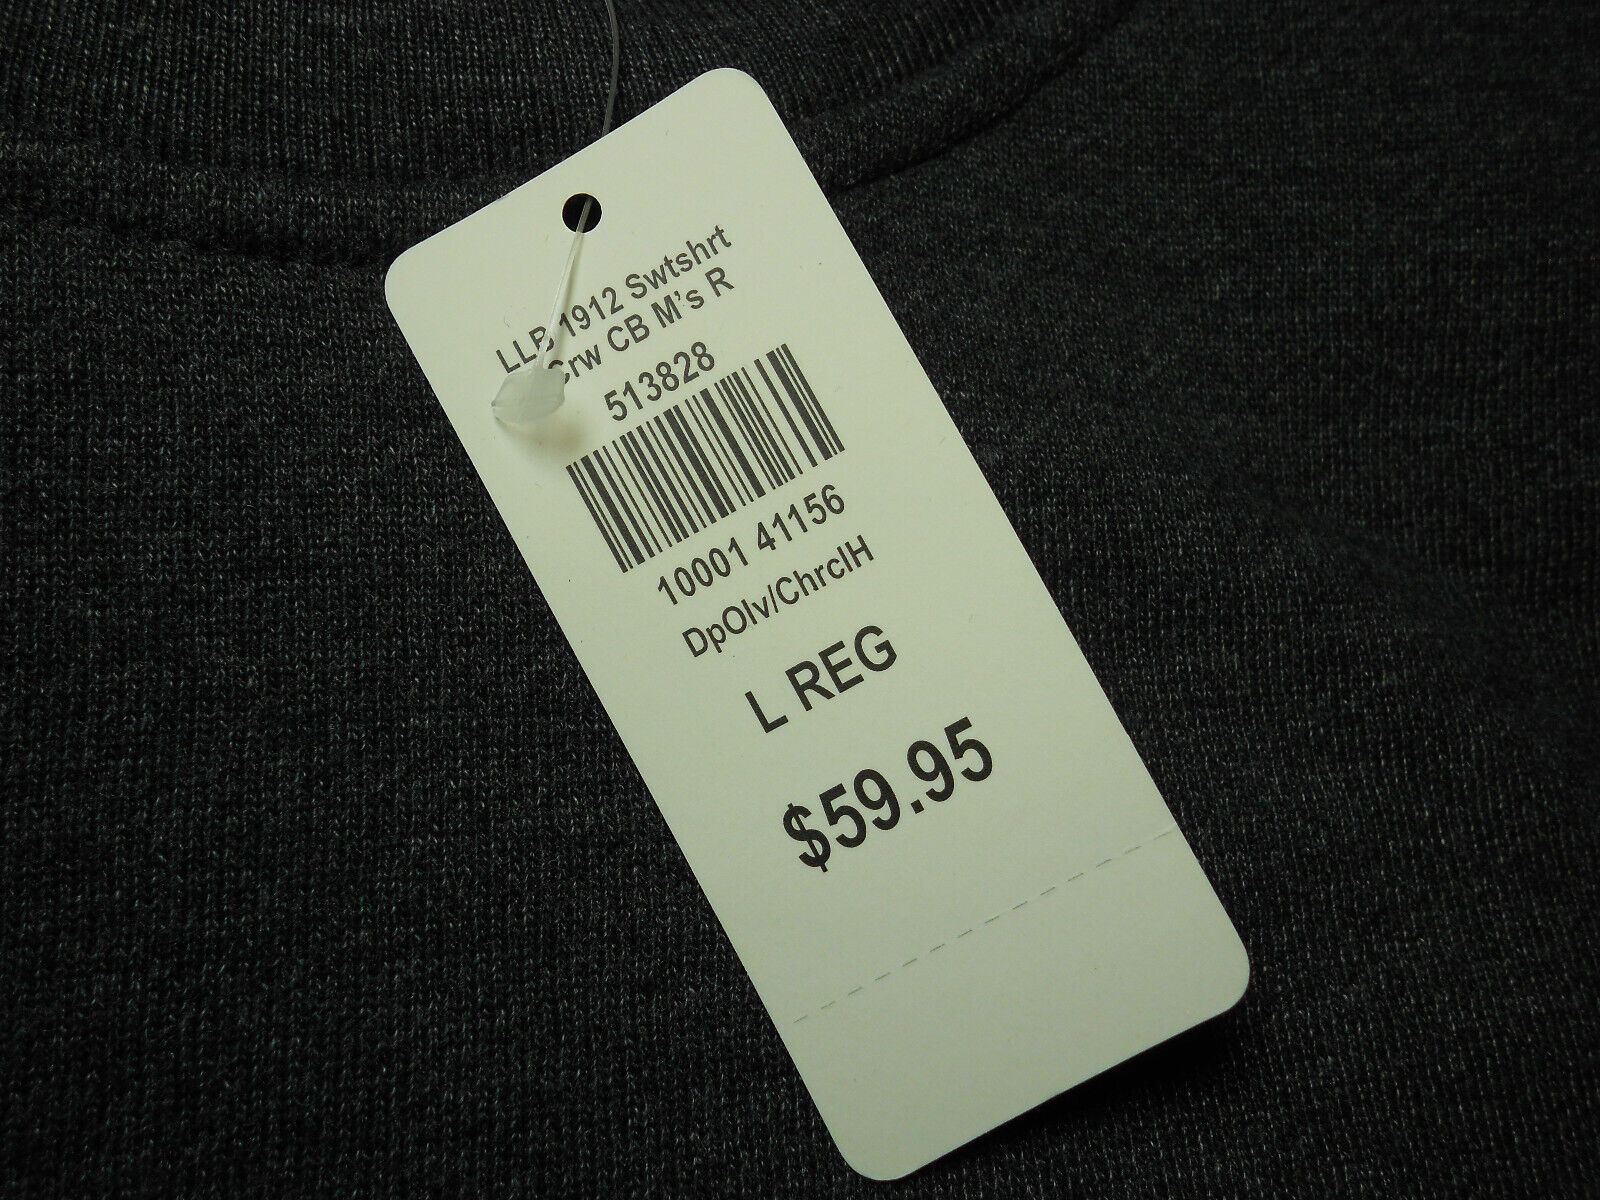 LLB 1912 Swtshrt
Crw CB M's R
513828
10001 41156
DpOlv/ChrclH
L REG
$59.95